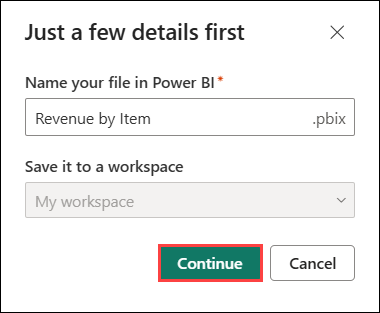 Just a few details first
Name your file in Power BI*
Revenue by Item .pbix
Save it to a workspace
My workspace
Continue Cancel